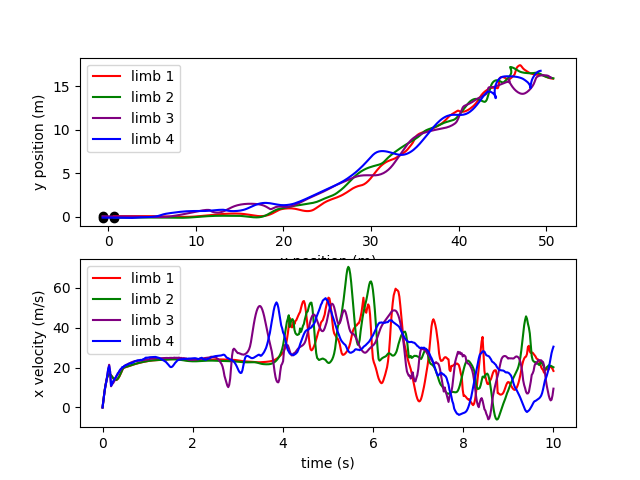 limb 1
limb 2
limb 3
limb 4
y position (m)
15
10
5
0
0 10 20 30 40 50
x position (m)
limb 1
limb 2
limb 3
limb 4
x velocity (m/s)
60
40
20
0
0 2 4 6 8 10
time (s)